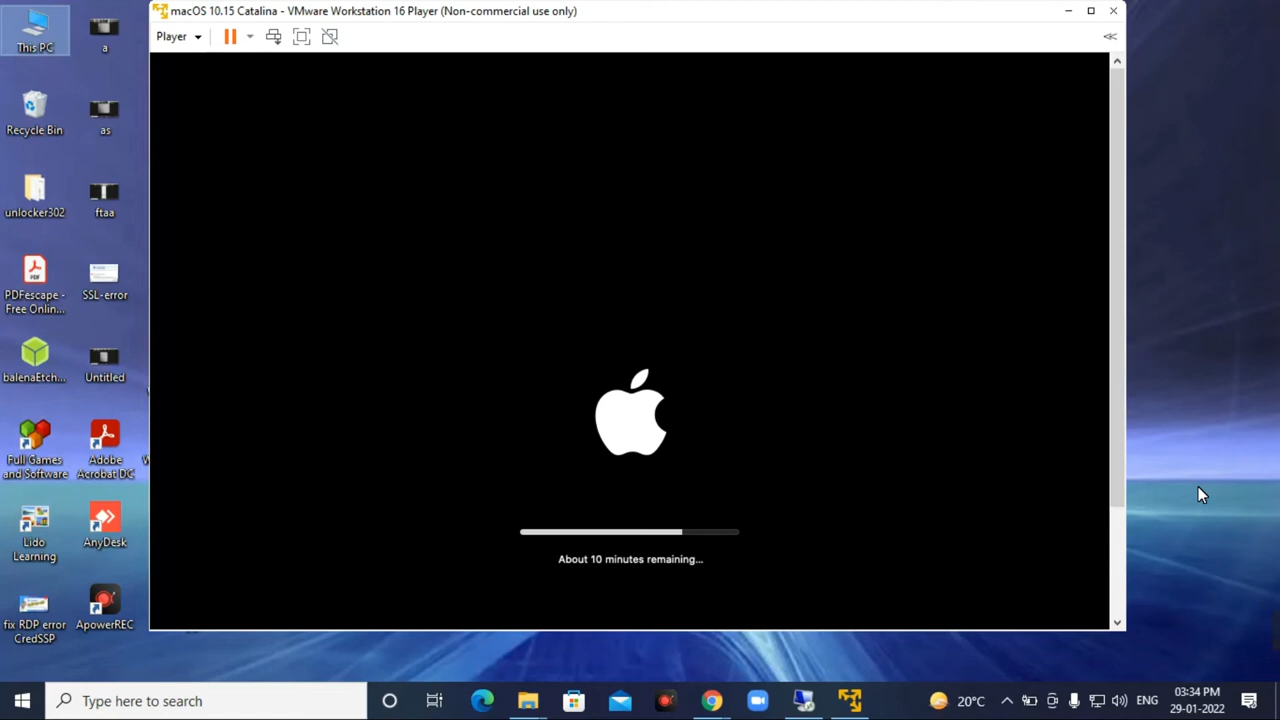 macOS 10.15 Catalina - VMware Workstation 16 Player (Non-commercial use only)
Player
This PC
a
Recycle Bin
as
unlocker302
ftaa
PDFescape -
Free Onlin...
SSL-error
balenaEtch...
Untitled
Full Games
and Software
Adobe
Acrobat DC
Lido
Learning
AnyDesk
fix RDP error
CredSSP
ApowerREC
About 10 minutes remaining...
Type here to search
20°C
ENG
03:34 PM
29-01-2022